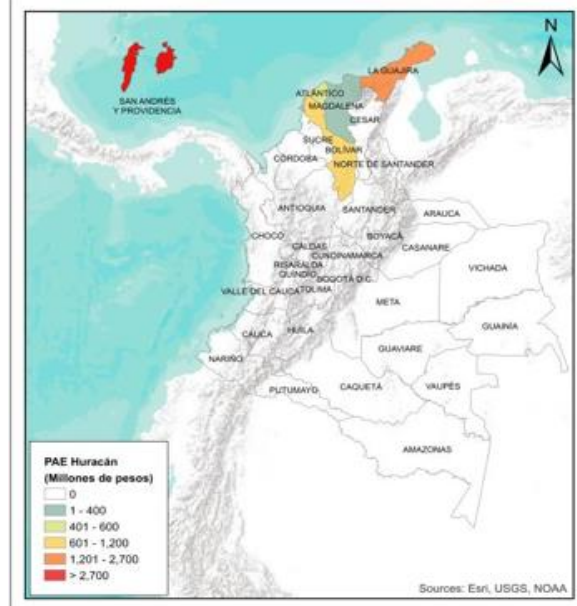 N
LA GUAJIRA
ATLÁNTICO
MAGDALENA
CESAR
SAN ANDRÉS
Y PROVIDENCIA
SUCRE
BOLÍVAR
CÓRDOBA
NORTE DE SANTANDER
ANTIOQUIA
SANTANDER
ARAUCA
CHOCÓ
BOYACÁ
CASANARE
CALDAS
CUNDINAMARCA
RISARALDA
VICHADA
QUINDÍO
BOGOTÁ D.C.
VALLE DEL CAUCA
TOLIMA
META
GUAINÍA
CAUCA
HUILA
GUAVIARE
NARIÑO
PUTUMAYO
CAQUETÁ
VAUPÉS
AMAZONAS
PAE Huracán
(Millones de pesos)
0
1 - 400
401 - 600
601 - 1,200
1,201 - 2,700
> 2,700
Sources: Esri, USGS, NOAA